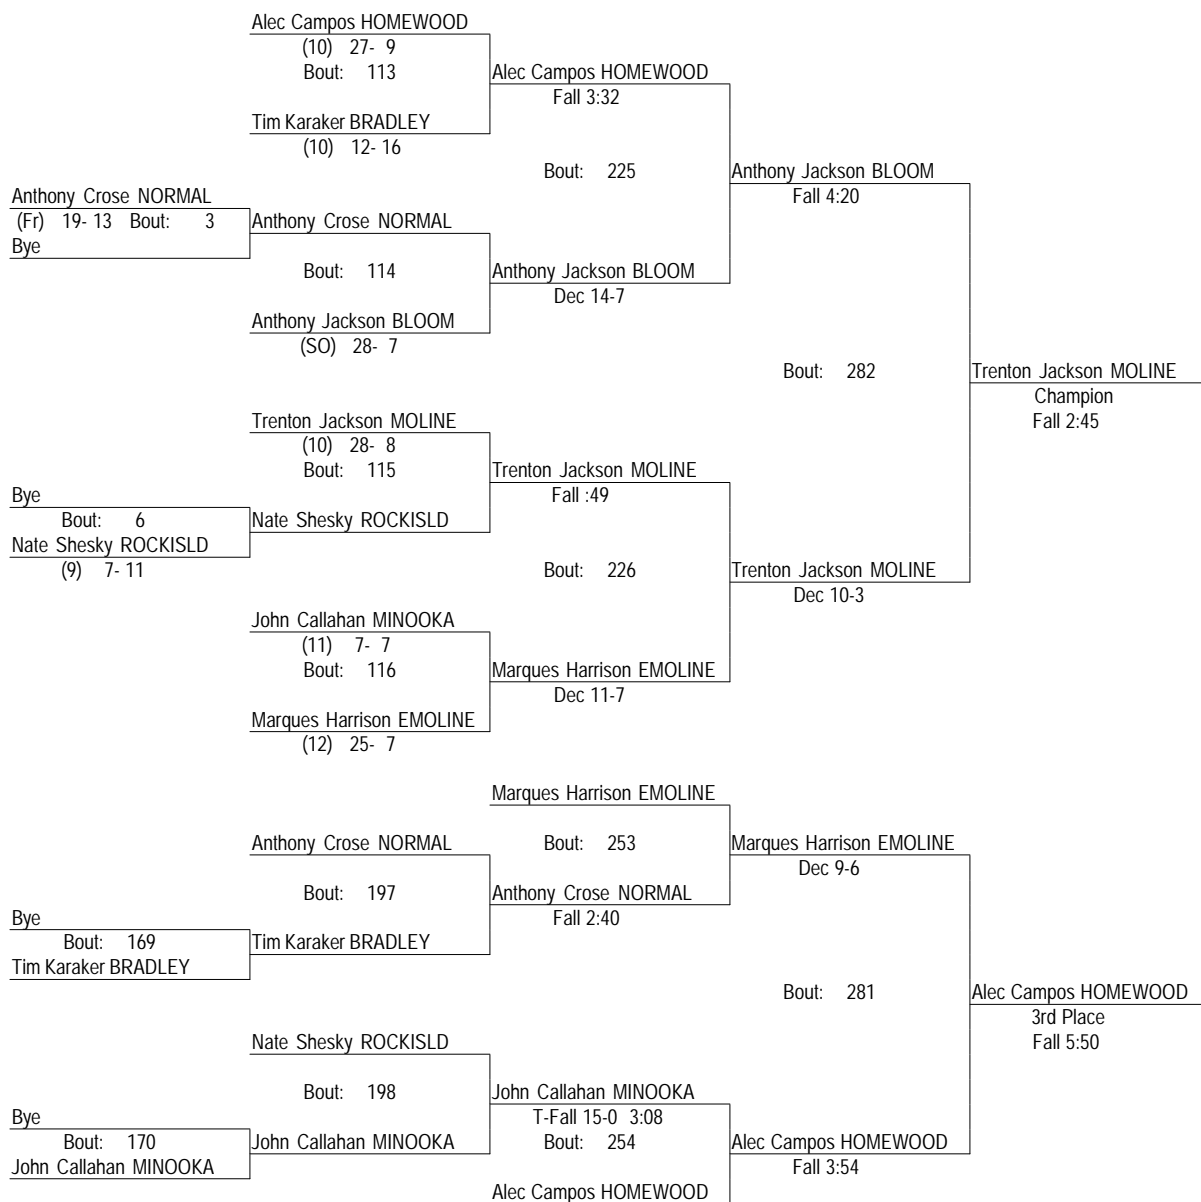 Alec Campos HOMEWOOD
(10) 27- 9
Bout: 113
Alec Campos HOMEWOOD
Fall 3:32
Tim Karaker BRADLEY
(10) 12- 16
Bout: 225
Anthony Jackson BLOOM
Fall 4:20
Anthony Crose NORMAL
(Fr) 19- 13 Bout: 3
Bye
Anthony Crose NORMAL
Bout: 114
Anthony Jackson BLOOM
Dec 14-7
Anthony Jackson BLOOM
(SO) 28- 7
Bout: 282
Trenton Jackson MOLINE
Champion
Fall 2:45
Trenton Jackson MOLINE
(10) 28- 8
Bout: 115
Trenton Jackson MOLINE
Fall :49
Bye
Bout: 6
Nate Shesky ROCKISLD
(9) 7- 11
Nate Shesky ROCKISLD
Bout: 226
Trenton Jackson MOLINE
Dec 10-3
John Callahan MINOOKA
(11) 7- 7
Bout: 116
Marques Harrison EMOLINE
Dec 11-7
Marques Harrison EMOLINE
(12) 25- 7
Marques Harrison EMOLINE
Anthony Crose NORMAL
Bout: 253
Marques Harrison EMOLINE
Dec 9-6
Bout: 197
Anthony Crose NORMAL
Fall 2:40
Bye
Bout: 169
Tim Karaker BRADLEY
Tim Karaker BRADLEY
Bout: 281
Alec Campos HOMEWOOD
3rd Place
Fall 5:50
Nate Shesky ROCKISLD
Bout: 198
John Callahan MINOOKA
T-Fall 15-0 3:08
Bye
Bout: 170
John Callahan MINOOKA
John Callahan MINOOKA
Bout: 254
Alec Campos HOMEWOOD
Fall 3:54
Alec Campos HOMEWOOD